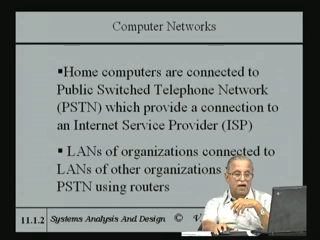 Computer Networks
▪Home computers are connected to
Public Switched Telephone Network
(PSTN) which provide a connection to
an Internet Service Provider (ISP)
▪ LANs of organizations connected to
LANs of other organizations
PSTN using routers
11.1.2 Systems Analysis And Design © V